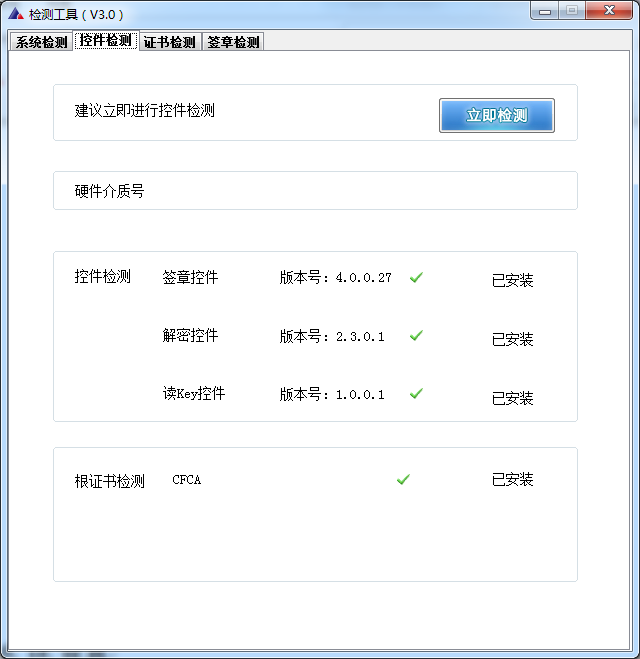 检测工具（V3.0）
系统检测 控件检测 证书检测 签章检测
建议立即进行控件检测 立即检测
硬件介质号
控件检测 签章控件 版本号：4.0.0.27 已安装
解密控件 版本号：2.3.0.1 已安装
读Key控件 版本号：1.0.0.1 已安装
根证书检测 CFCA 已安装